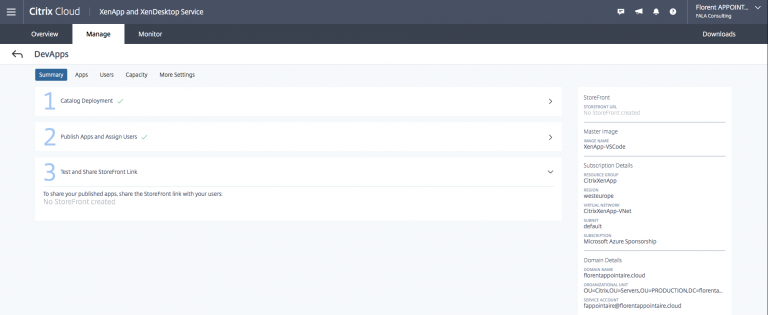 Citrix Cloud XenApp and XenDesktop Service
Florent APPOINT...
FALA Consulting
Overview Manage Monitor Downloads
DevApps
Summary Apps Users Capacity More Settings
1 Catalog Deployment
2 Publish Apps and Assign Users
3 Test and Share StoreFront Link
To share your published apps, share the StoreFront link with your users:
No StoreFront created
StoreFront
STOREFRONT URL
No StoreFront created
Master Image
IMAGE NAME
XenApp-VSCode
Subscription Details
RESOURCE GROUP
CitrixXenApp
REGION
westeurope
VIRTUAL NETWORK
CitrixXenApp-VNet
SUBNET
default
SUBSCRIPTION
Microsoft Azure Sponsorship
Domain Details
DOMAIN NAME
florentappointaire.cloud
ORGANIZATIONAL UNIT
OU=Citrix,OU=Servers,OU=PRODUCTION,DC=florenta...
SERVICE ACCOUNT
fappointaire@florentappointaire.cloud